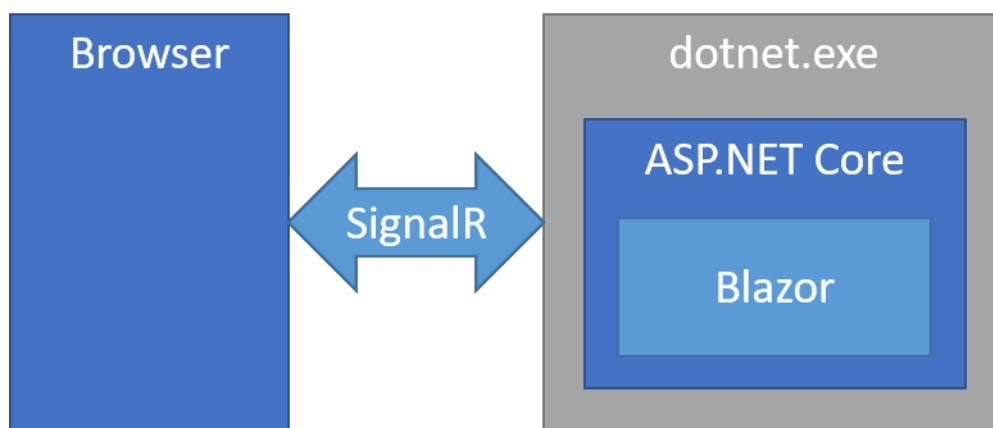 Browser
dotnet.exe
ASP.NET Core
SignalR
Blazor